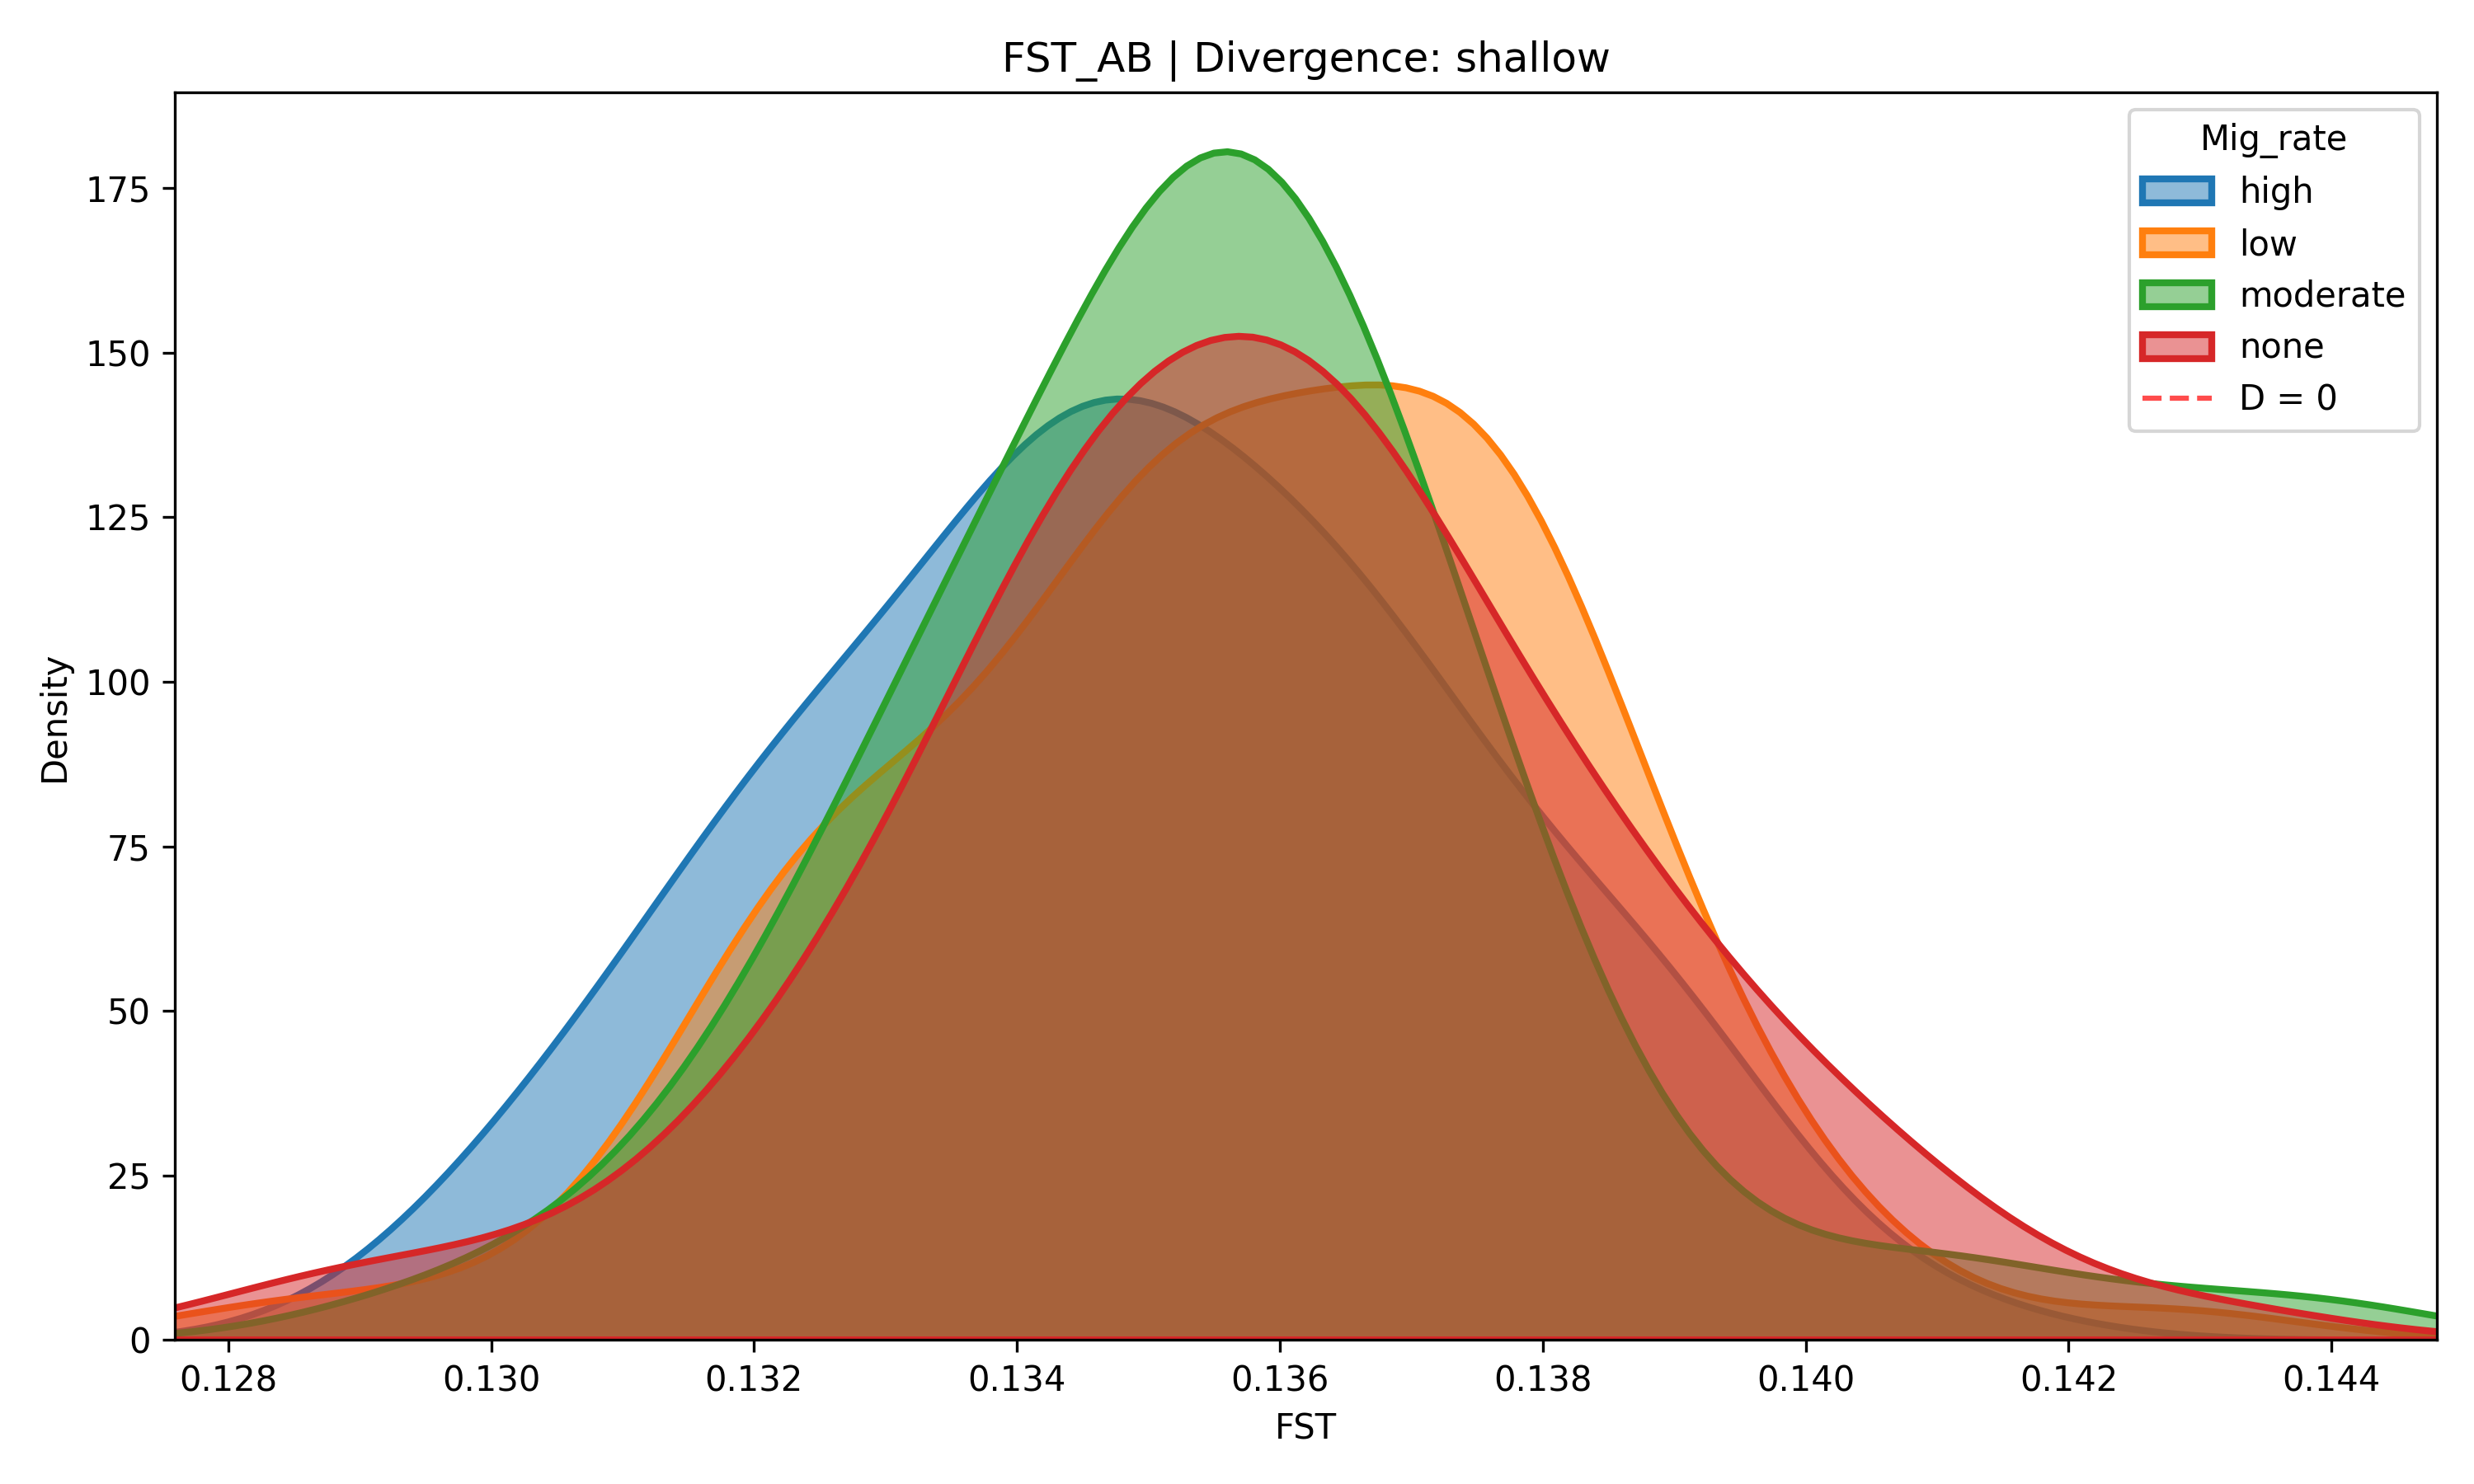 FST_AB | Divergence: shallow
Mig_rate
high
low
moderate
none
D = 0
Density
175
150
125
100
75
50
25
0
0.128 0.130 0.132 0.134 0.136 0.138 0.140 0.142 0.144
FST